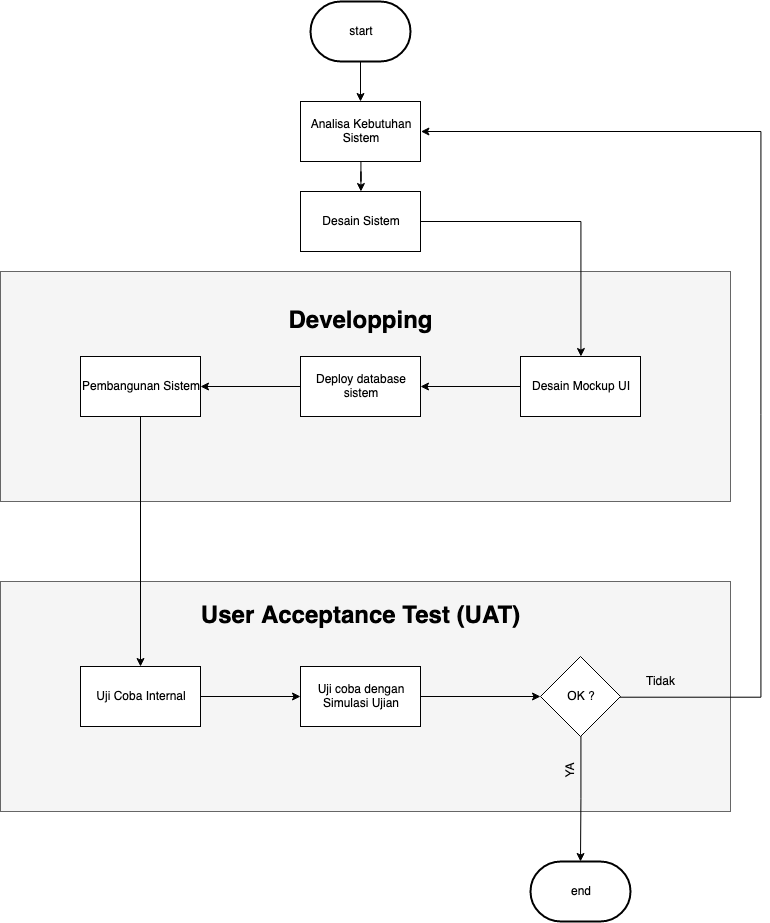 start
Analisa Kebutuhan
Sistem
Desain Sistem
Developping
Pembangunan Sistem
Deploy database
sistem
Desain Mockup UI
User Acceptance Test (UAT)
Uji Coba Internal
Uji coba dengan
Simulasi Ujian
OK ?
Tidak
YA
end